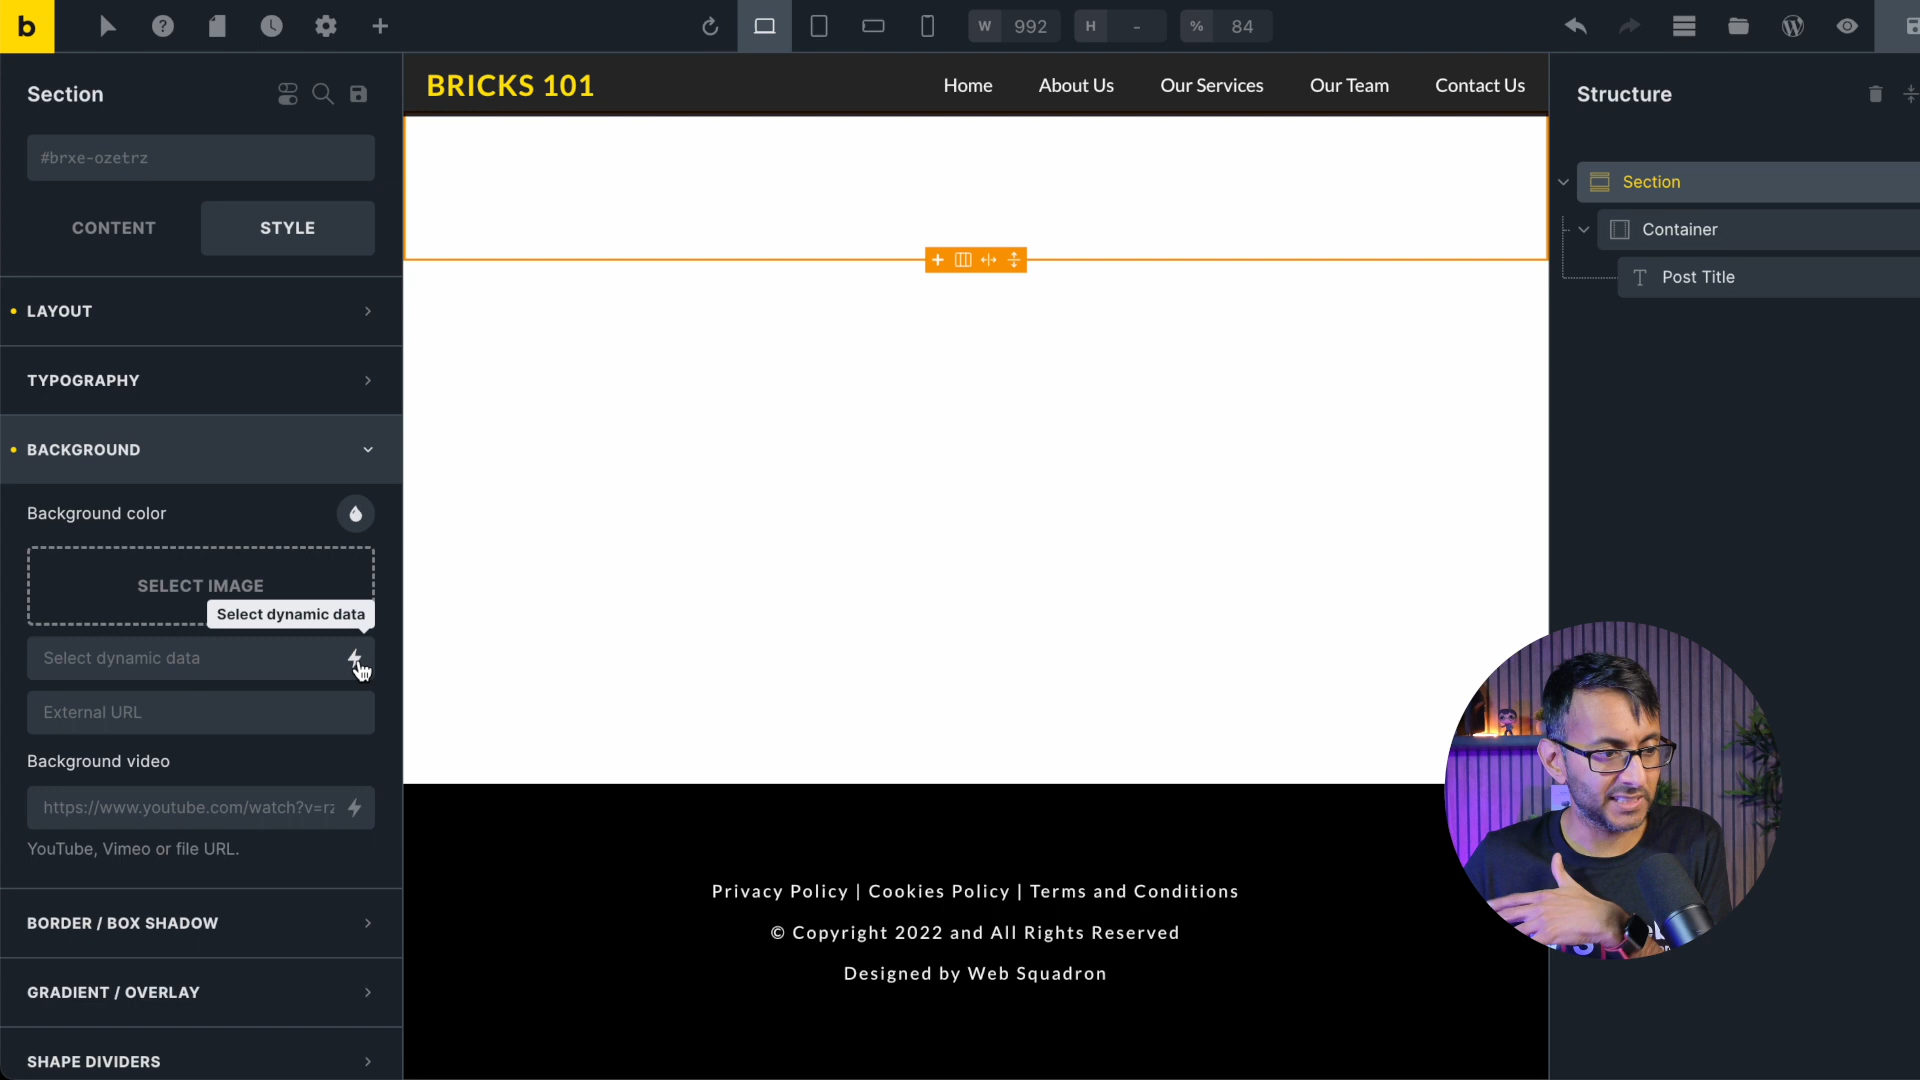 b
W 992 H - % 84
Section
#brxe-ozetrz
CONTENT STYLE
LAYOUT
TYPOGRAPHY
BACKGROUND
Background color
SELECT IMAGE
Select dynamic data
Select dynamic data
External URL
Background video
https://www.youtube.com/watch?v=rz
YouTube, Vimeo or file URL.
BORDER / BOX SHADOW
GRADIENT / OVERLAY
SHAPE DIVIDERS
BRICKS 101
Home About Us Our Services Our Team Contact Us
Privacy Policy | Cookies Policy | Terms and Conditions
© Copyright 2022 and All Rights Reserved
Designed by Web Squadron
Structure
Section
Container
Post Title